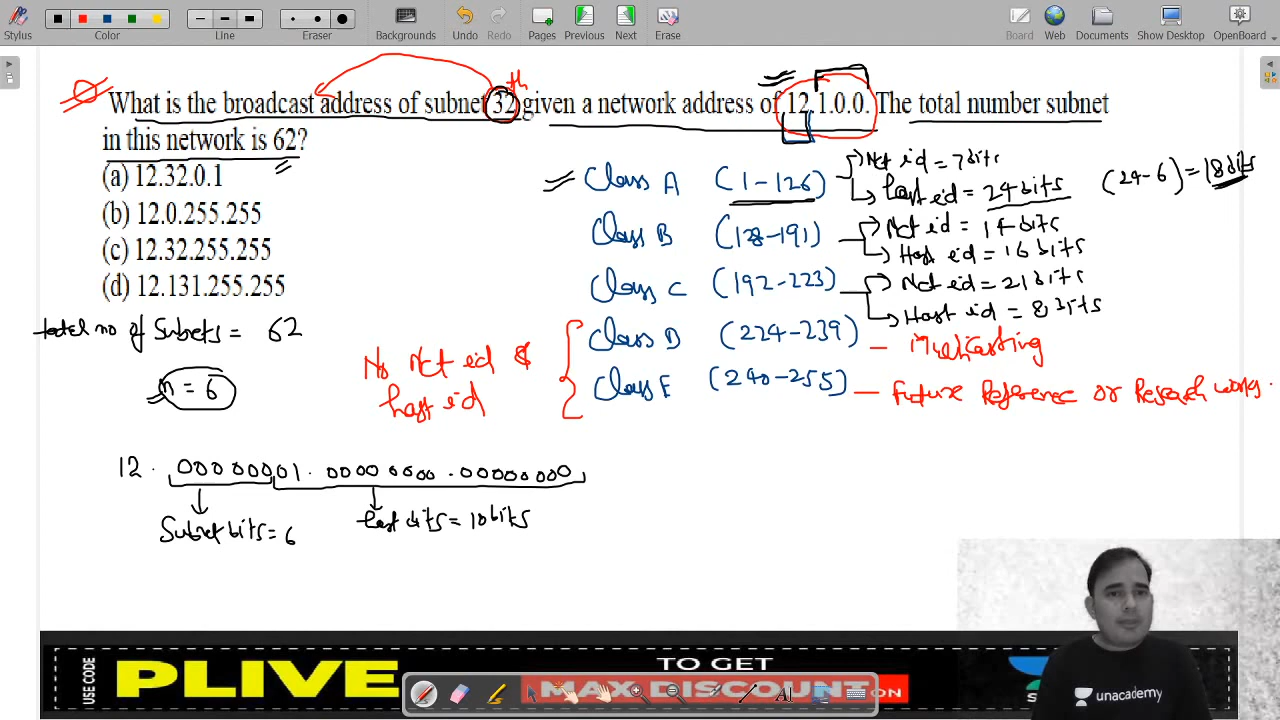 Stylus
Color
Line
Eraser
Backgrounds
Undo
Redo
Pages
Previous
Next
Erase
Board
Web
Documents
Show Desktop
OpenBoard
Q 32th
What is the broadcast address of subnet 32 given a network address of 12.1.0.0. The total number subnet
in this network is 62?
(a) 12.32.0.1
(b) 12.0.255.255
(c) 12.32.255.255
(d) 12.131.255.255
total no of Subnets = 62
n = 6
Class A (1-126)
Net id = 7 bits
host id = 24 bits
(24-6) = 18 bits
Class B (128-191)
Net id = 14 bits
Host id = 16 bits
Class C (192-223)
Net id = 21 bits
Host id = 8 bits
Class D (224-239) - Multicasting
Class E (240-255) - Future Reference or Research works.
No Net id &
host id
12. 00000001. 00000000 .00000000
Subnet bits = 6
host bits = 18 bits
USE CODE
PLIVE
TO GET
MAX DISCOUNT
ON
unacademy